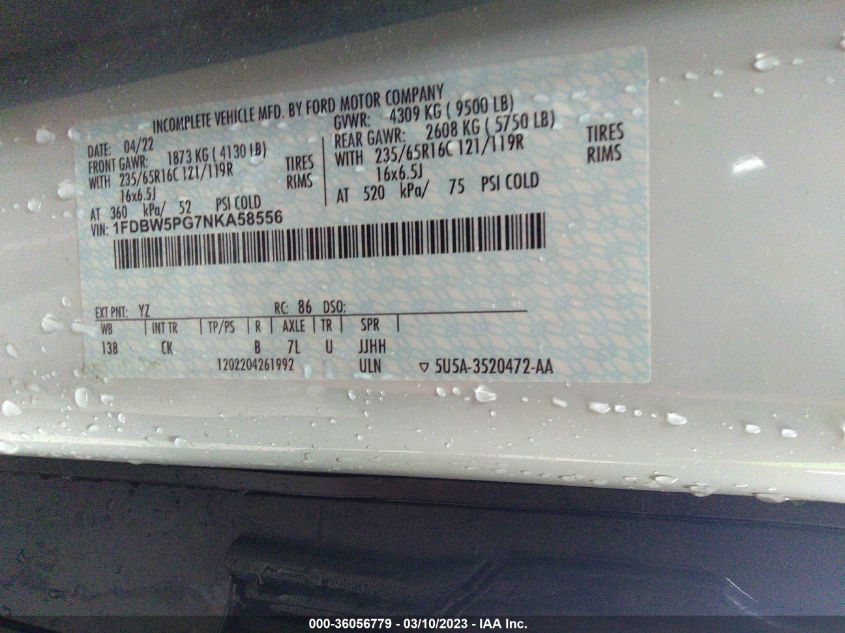 INCOMPLETE VEHICLE MFD. BY FORD MOTOR COMPANY
DATE: 04/22
FRONT GAWR: 1873 KG ( 4130 LB)
WITH 235/65R16C 121/119R TIRES
16x6.5J RIMS
AT 360 kPa/ 52 PSI COLD
GVWR: 4309 KG ( 9500 LB)
REAR GAWR: 2608 KG ( 5750 LB)
WITH 235/65R16C 121/119R TIRES
16x6.5J RIMS
AT 520 kPa/ 75 PSI COLD
VIN: 1FDBW5PG7NKA58556
EXT PNT: YZ RC: 86 DSO:
WB INT TR TP/PS R AXLE TR SPR
138 CK B 7L U JJHH
1202204261992 ULN ▽ 5U5A-3520472-AA
000-36056779 - 03/10/2023 - IAA Inc.